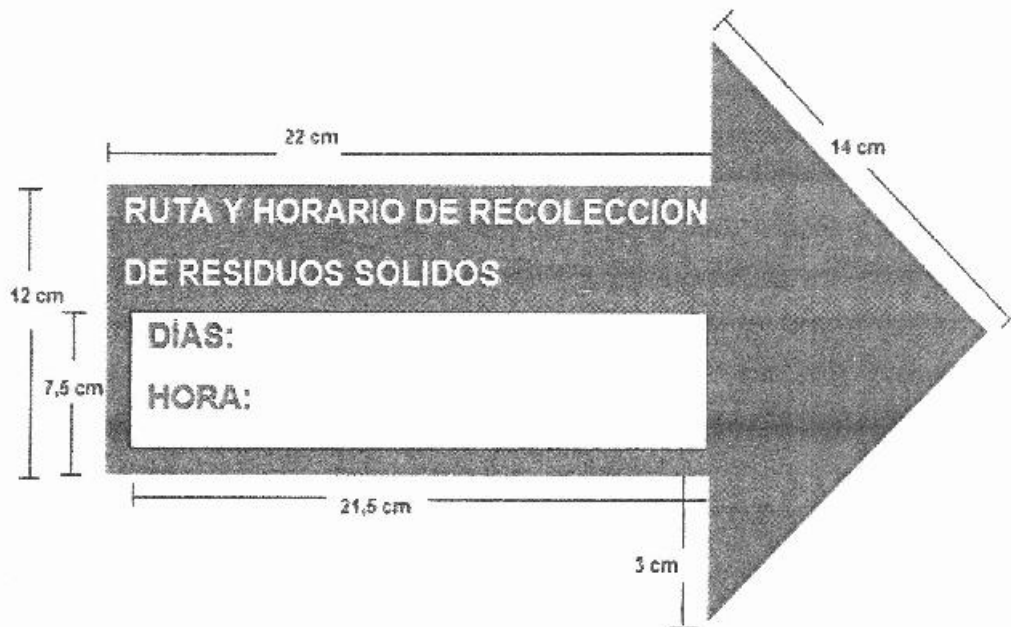 22 cm
14 cm
RUTA Y HORARIO DE RECOLECCION
DE RESIDUOS SOLIDOS
12 cm
DÍAS:
7,5 cm
HORA:
21,5 cm
3 cm